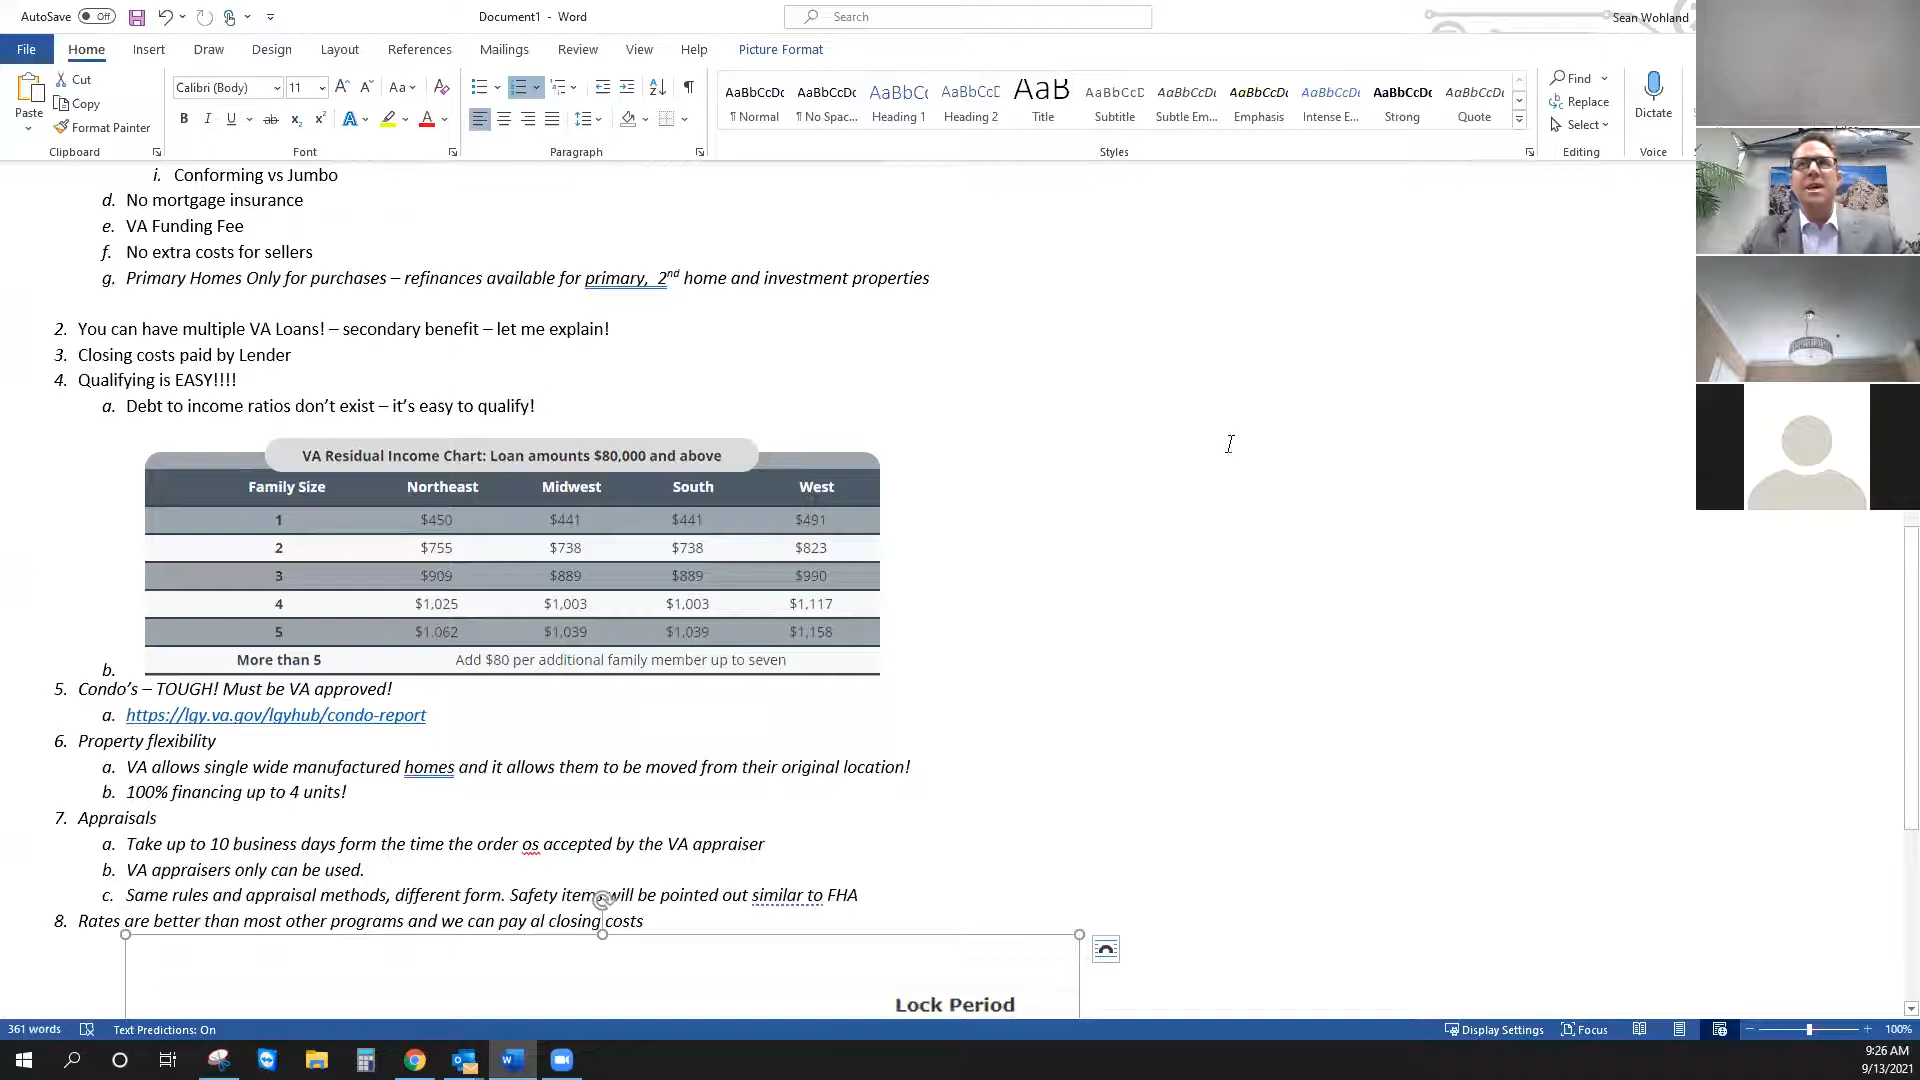 AutoSave Off Document1 - Word Search Sean Wohland
File Home Insert Draw Design Layout References Mailings Review View Help Picture Format
Paste Cut Copy Format Painter
Calibri (Body) 11
AaBbCcDc AaBbCcDc AaBbCc AaBbCcD AaB AaBbCcD AaBbCcDc AaBbCcDc AaBbCcDc AaBbCcDc AaBbCcDc
¶ Normal ¶ No Spac... Heading 1 Heading 2 Title Subtitle Subtle Em... Emphasis Intense E... Strong Quote
Find Replace Select Dictate
Clipboard Font Paragraph Styles Editing Voice
i. Conforming vs Jumbo
d. No mortgage insurance
e. VA Funding Fee
f. No extra costs for sellers
g. Primary Homes Only for purchases – refinances available for primary, 2nd home and investment properties
2. You can have multiple VA Loans! – secondary benefit – let me explain!
3. Closing costs paid by Lender
4. Qualifying is EASY!!!!
a. Debt to income ratios don’t exist – it’s easy to qualify!
VA Residual Income Chart: Loan amounts $80,000 and above
Family Size Northeast Midwest South West
1 $450 $441 $441 $491
2 $755 $738 $738 $823
3 $909 $889 $889 $990
4 $1,025 $1,003 $1,003 $1,117
5 $1,062 $1,039 $1,039 $1,158
More than 5 Add $80 per additional family member up to seven
b.
5. Condo’s – TOUGH! Must be VA approved!
a. https://lgy.va.gov/lgyhub/condo-report
6. Property flexibility
a. VA allows single wide manufactured homes and it allows them to be moved from their original location!
b. 100% financing up to 4 units!
7. Appraisals
a. Take up to 10 business days form the time the order os accepted by the VA appraiser
b. VA appraisers only can be used.
c. Same rules and appraisal methods, different form. Safety items will be pointed out similar to FHA
8. Rates are better than most other programs and we can pay al closing costs
Lock Period
361 words Text Predictions: On Display Settings Focus 100%
9:26 AM
9/13/2021